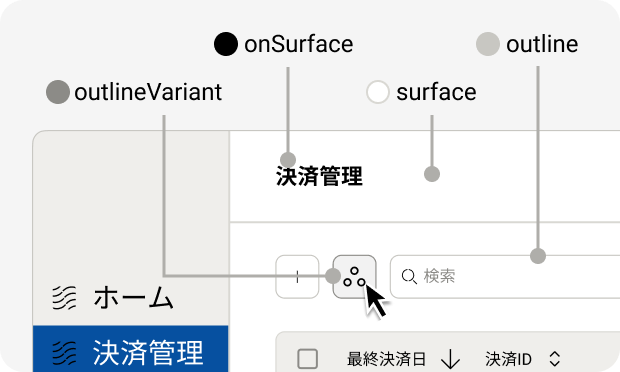 onSurface
outline
outlineVariant
surface
決済管理
検索
ホーム
決済管理
最終決済日
決済ID